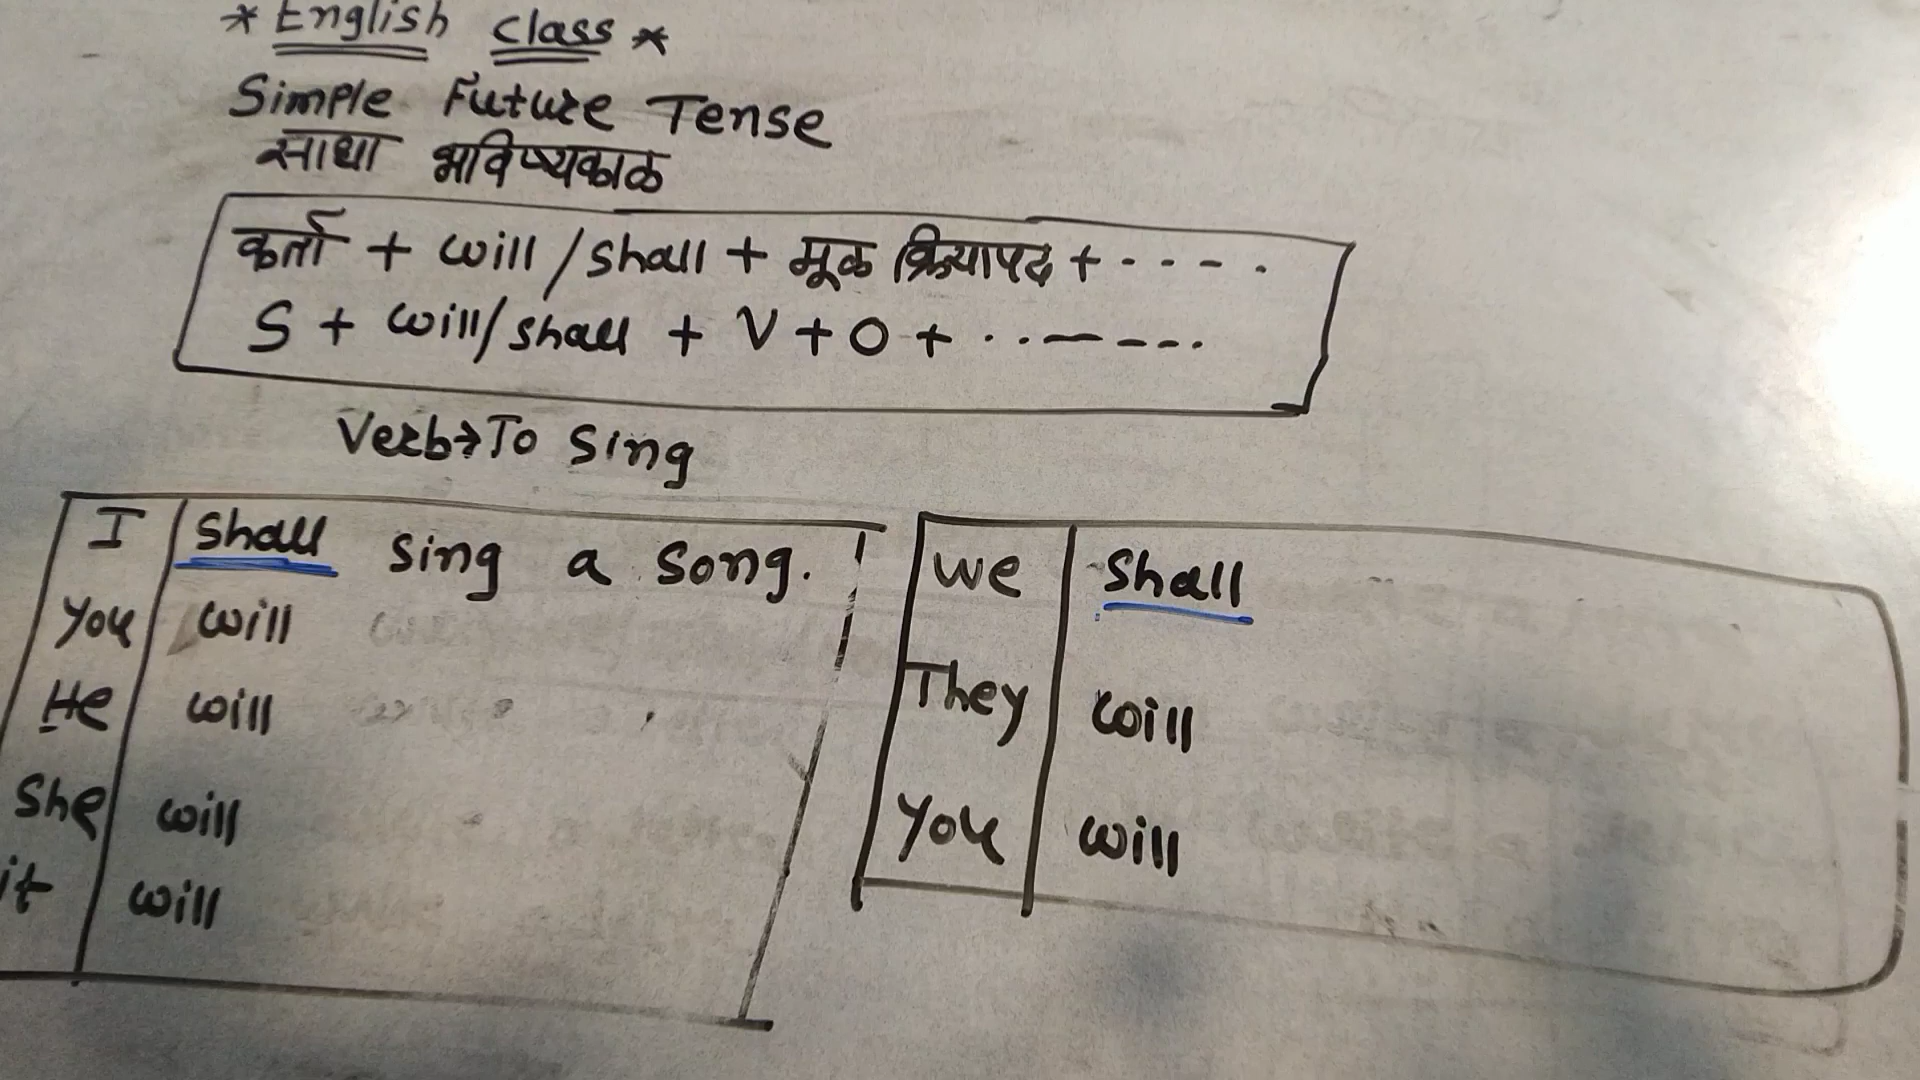 * English Class *
Simple Future Tense
साधा भविष्यकाळ
कर्ता + will / shall + मूळ क्रियापद + - - - - .
S + will / shall + V + O + . . - - - - .
Verb → To Sing
I shall sing a song.
You will
He will
She will
it will
We shall
They will
You will